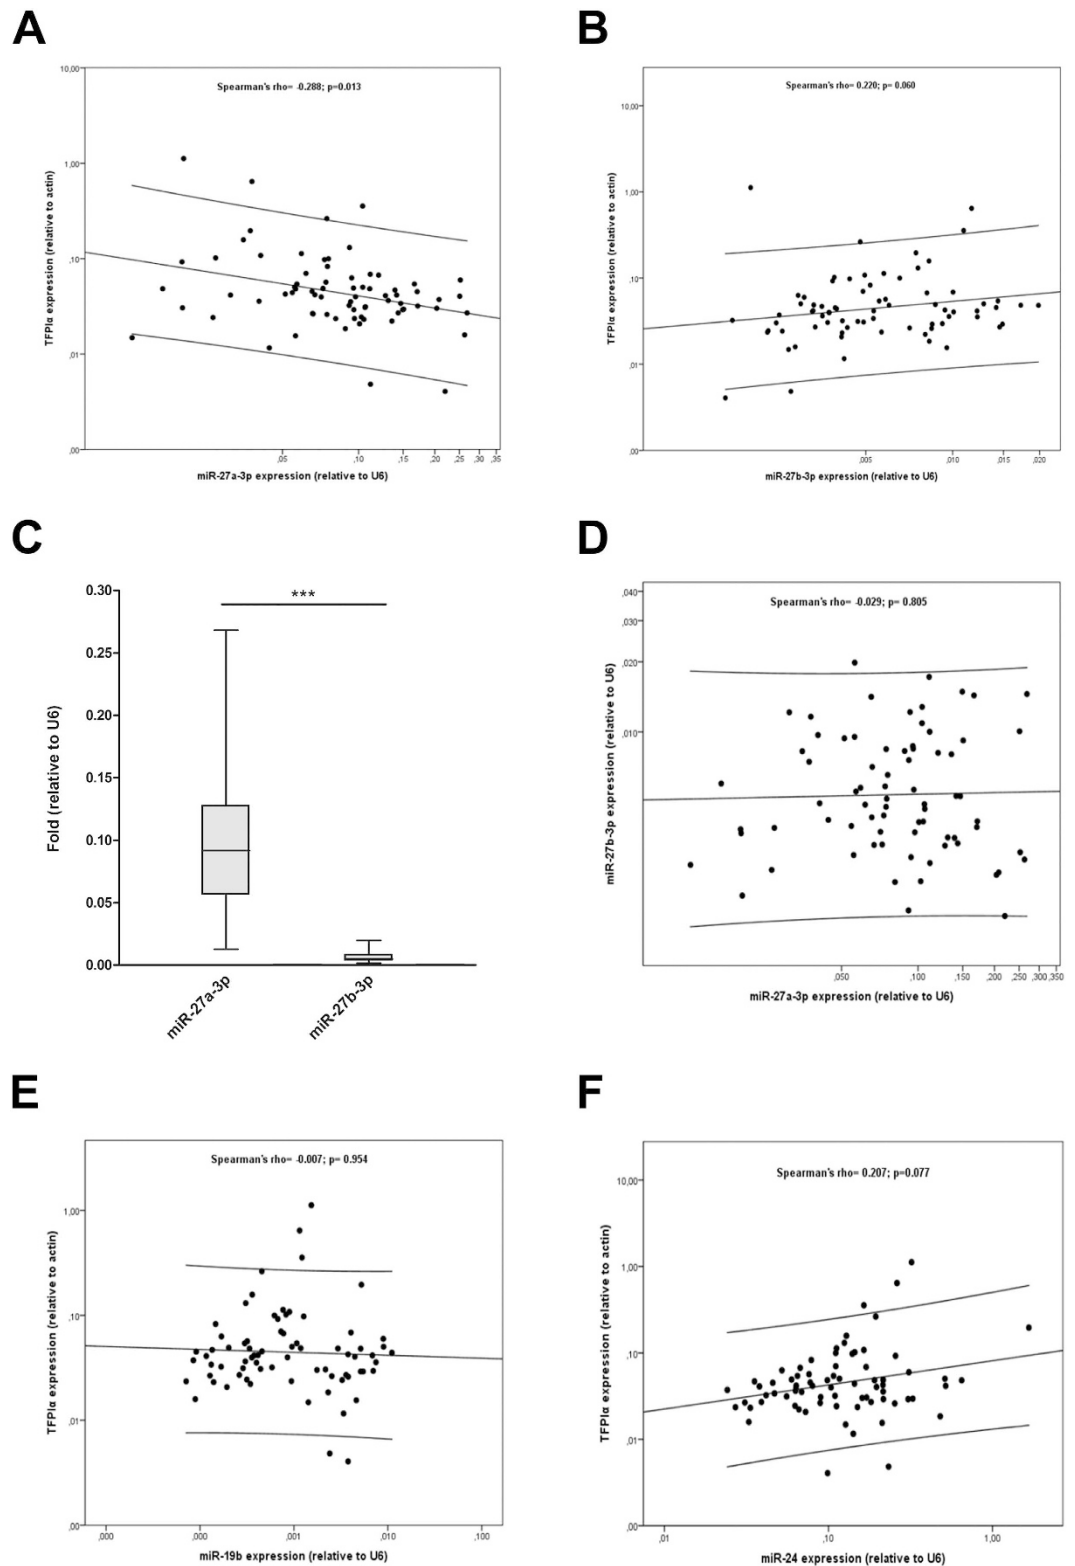 A
Spearman's rho= -0.288; p=0.013
TFPIα expression (relative to actin)
10,00
1,00
,10
,01
,00
,05 ,10 ,15 ,20 ,25 ,30 ,35
miR-27a-3p expression (relative to U6)
B
Spearman's rho= 0.220; p= 0.060
TFPIα expression (relative to actin)
10,00
1,00
,10
,01
,00
,005 ,010 ,015 ,020
miR-27b-3p expression (relative to U6)
C
***
Fold (relative to U6)
0.30
0.25
0.20
0.15
0.10
0.05
0.00
miR-27a-3p
miR-27b-3p
D
Spearman's rho= -0.029; p= 0.805
miR-27b-3p expression (relative to U6)
,040
,030
,020
,010
,050 ,100 ,150 ,200 ,250 ,300 ,350
miR-27a-3p expression (relative to U6)
E
Spearman's rho= -0.007; p= 0.954
TFPIα expression (relative to actin)
1,00
,10
,01
,00
,000 ,000 ,001 ,010 ,100
miR-19b expression (relative to U6)
F
Spearman's rho= 0.207; p=0.077
TFPIα expression (relative to actin)
10,00
1,00
,10
,01
,00
,01 ,10 1,00
miR-24 expression (relative to U6)